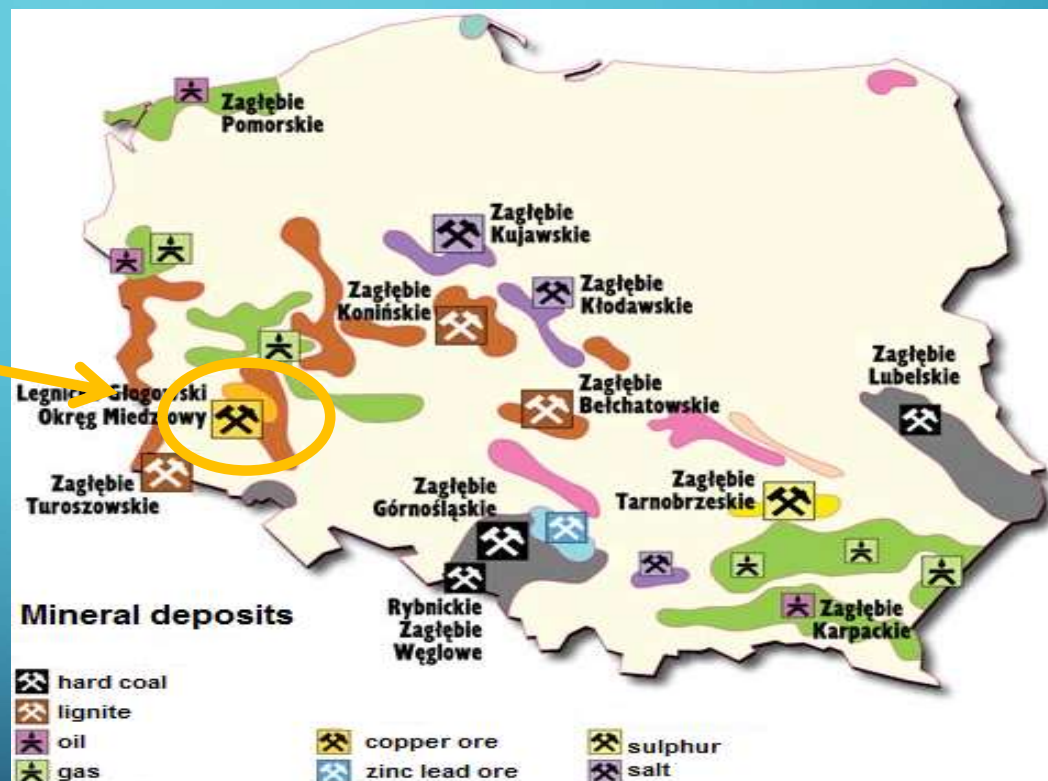 Zagłębie
Pomorskie
Zagłębie
Kujawskie
Zagłębie
Konińskie
Zagłębie
Kłodawskie
Zagłębie
Lubelskie
Legnicko-Głogowski
Okręg Miedziowy
Zagłębie
Bełchatowskie
Zagłębie
Turoszowskie
Zagłębie
Górnośląskie
Zagłębie
Tarnobrzeskie
Rybnickie
Zagłębie
Węglowe
Zagłębie
Karpackie
Mineral deposits
hard coal
lignite
oil
gas
copper ore
zinc lead ore
sulphur
salt